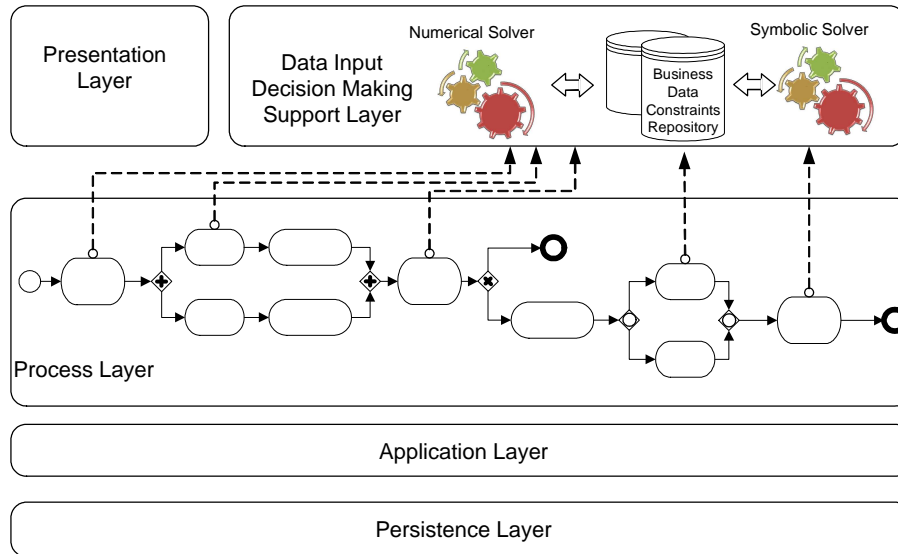 Presentation
Layer
Data Input
Decision Making
Support Layer
Numerical Solver
Business
Data
Constraints
Repository
Symbolic Solver
Process Layer
Application Layer
Persistence Layer